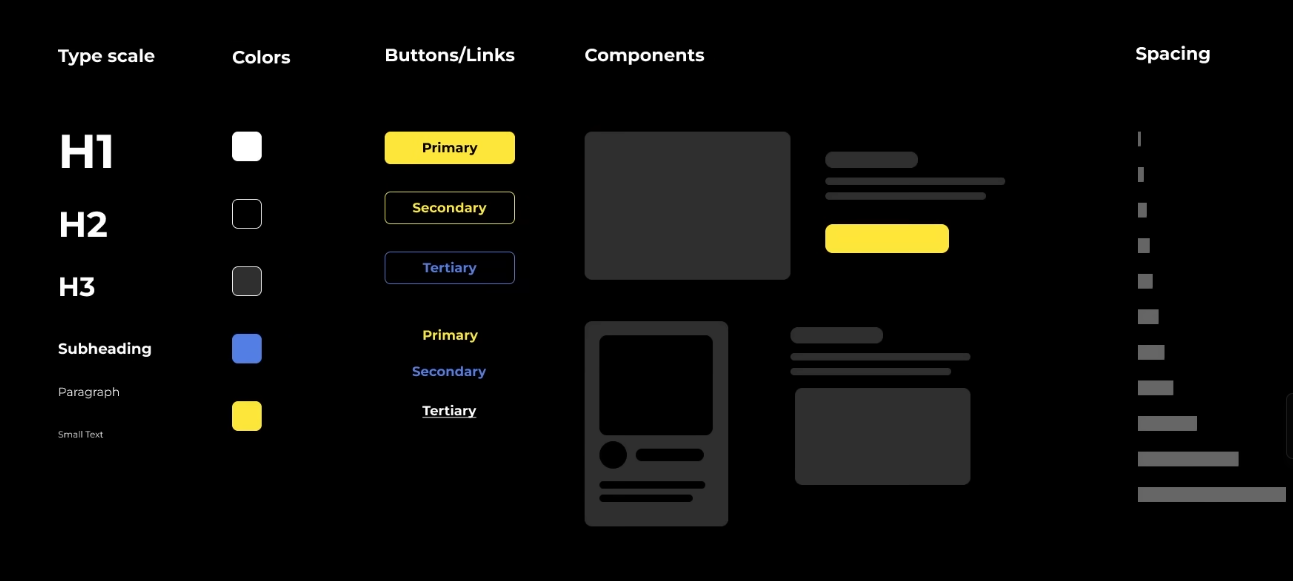 Type scale
Colors
Buttons/Links
Components
Spacing
H1
H2
H3
Subheading
Paragraph
Small Text
Primary
Secondary
Tertiary
Primary
Secondary
Tertiary